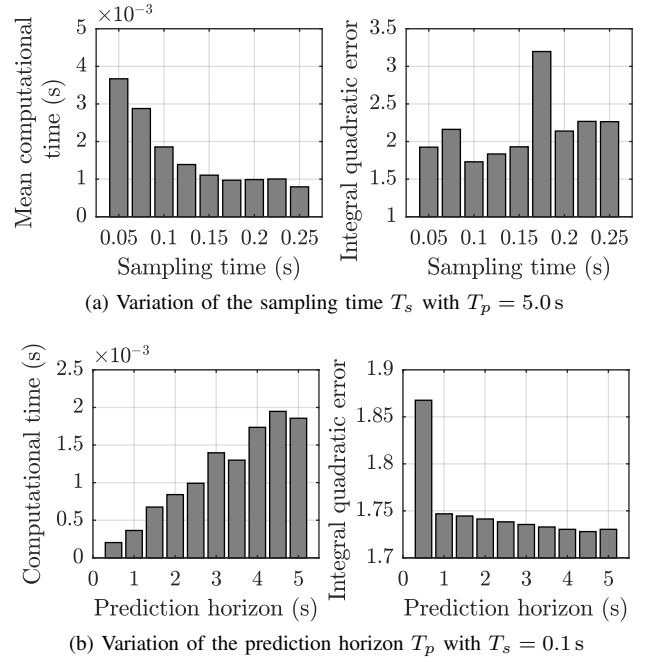 ×10−3
5
4
3
2
1
0
0.05 0.1 0.15 0.2 0.25
Mean computational
time (s)
Sampling time (s)
3.5
3
2.5
2
1.5
1
0.05 0.1 0.15 0.2 0.25
Integral quadratic error
Sampling time (s)
(a) Variation of the sampling time Ts with Tp = 5.0 s
×10−3
2.5
2
1.5
1
0.5
0
0 1 2 3 4 5
Computational time (s)
Prediction horizon (s)
1.9
1.85
1.8
1.75
1.7
0 1 2 3 4 5
Integral quadratic error
Prediction horizon (s)
(b) Variation of the prediction horizon Tp with Ts = 0.1 s